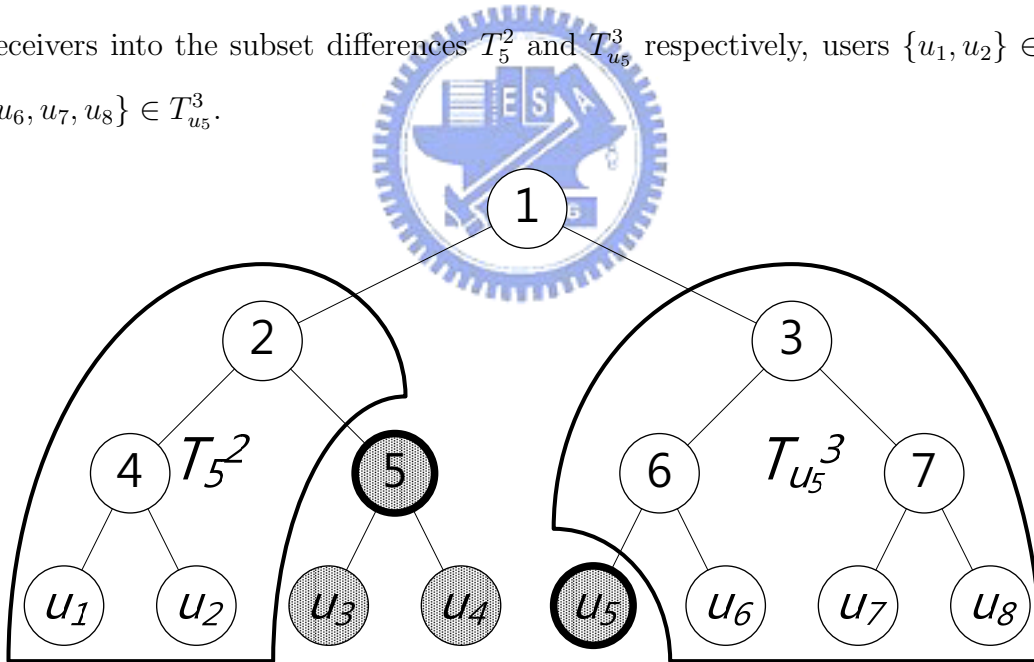 eceivers into the subset differences T_5^2 and T_{u_5}^3 respectively, users {u_1, u_2} ∈
u_6, u_7, u_8} ∈ T_{u_5}^3.
E S A
1
2 3
4 T_5^2 5 6 T_{u_5}^3 7
u_1 u_2 u_3 u_4 u_5 u_6 u_7 u_8